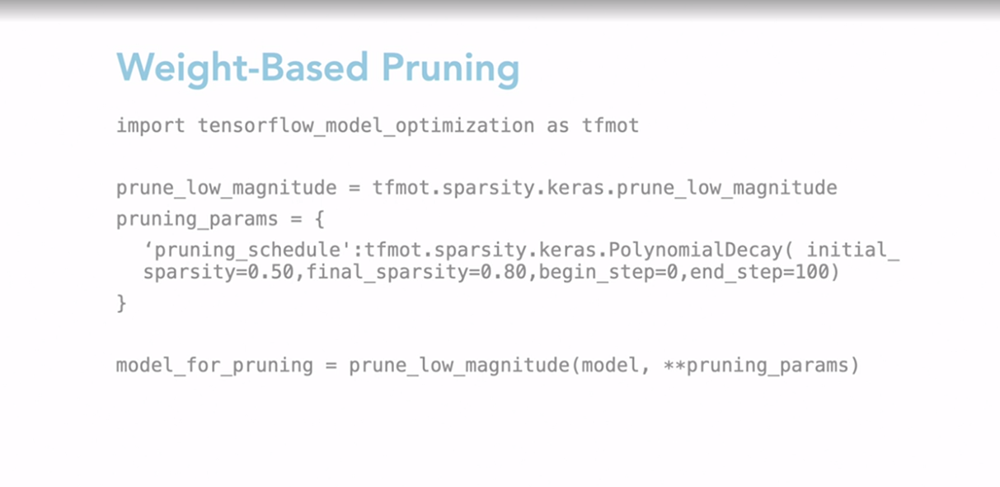 Weight-Based Pruning
import tensorflow_model_optimization as tfmot
prune_low_magnitude = tfmot.sparsity.keras.prune_low_magnitude
pruning_params = {
‘pruning_schedule':tfmot.sparsity.keras.PolynomialDecay( initial_
sparsity=0.50,final_sparsity=0.80,begin_step=0,end_step=100)
}
model_for_pruning = prune_low_magnitude(model, **pruning_params)